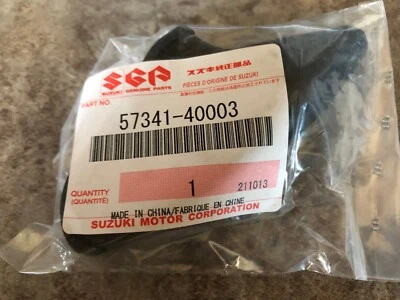 SGP
スズキ純正部品
SUZUKI GENUINE PARTS
PIECES D'ORIGINE DE SUZUKI
PART NO.
57341-40003
QUANTITY
(QUANTITÉ)
1
211013
MADE IN CHINA/FABRIQUE EN CHINE
SUZUKI MOTOR CORPORATION